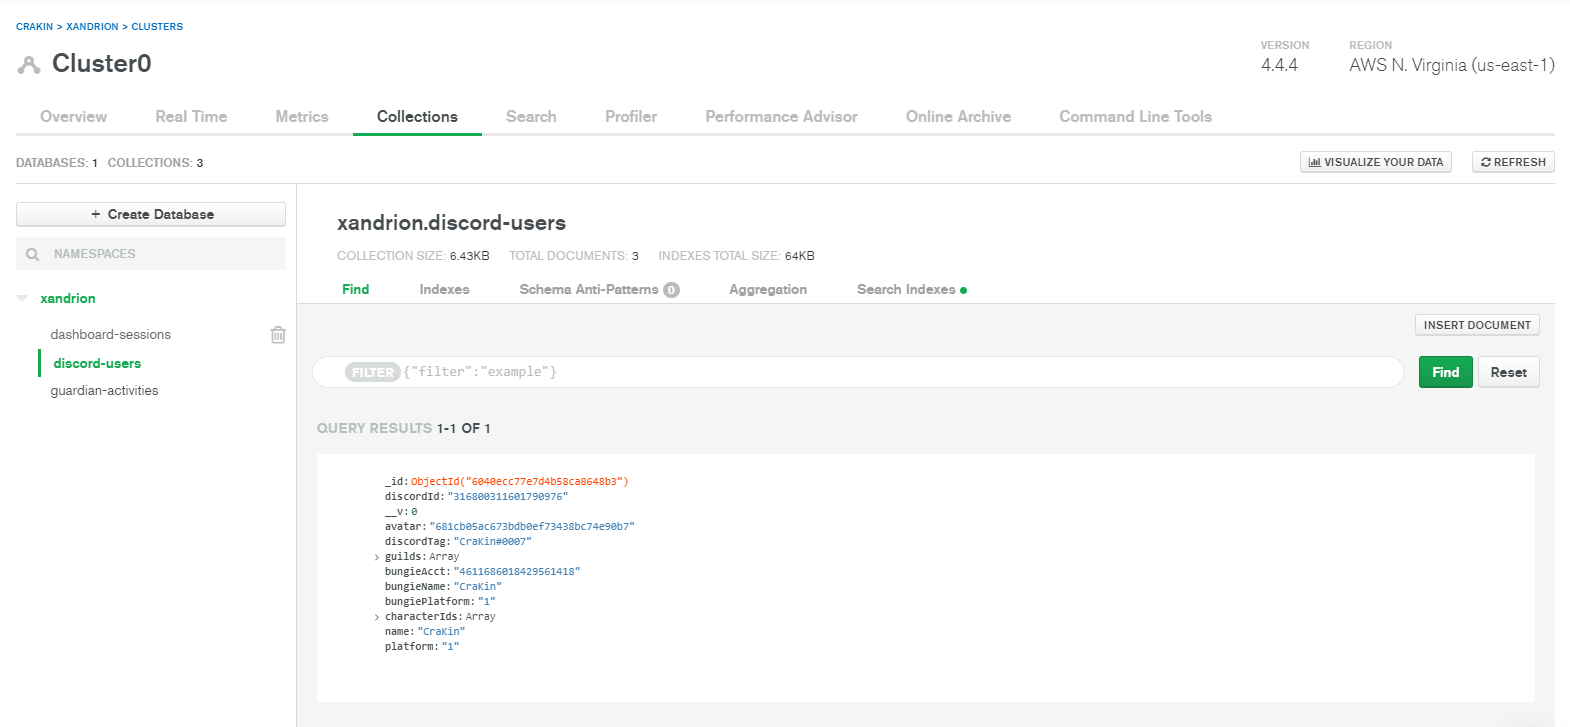 CRAKIN > XANDRION > CLUSTERS
Cluster0
VERSION
4.4.4
REGION
AWS N. Virginia (us-east-1)
Overview Real Time Metrics Collections Search Profiler Performance Advisor Online Archive Command Line Tools
DATABASES: 1 COLLECTIONS: 3
VISUALIZE YOUR DATA
REFRESH
+ Create Database
NAMESPACES
xandrion
dashboard-sessions
discord-users
guardian-activities
xandrion.discord-users
COLLECTION SIZE: 6.43KB TOTAL DOCUMENTS: 3 INDEXES TOTAL SIZE: 64KB
Find Indexes Schema Anti-Patterns 0 Aggregation Search Indexes
INSERT DOCUMENT
FILTER {"filter":"example"}
Find Reset
QUERY RESULTS 1-1 OF 1
_id: ObjectId("6040ecc77e7d4b58ca8648b3")
discordId: "316800311601790976"
__v: 0
avatar: "681cb05ac673bdb0ef73438bc74e90b7"
discordTag: "CraKin#0007"
> guilds: Array
bungieAcct: "4611686018429561418"
bungieName: "CraKin"
bungiePlatform: "1"
> characterIds: Array
name: "CraKin"
platform: "1"